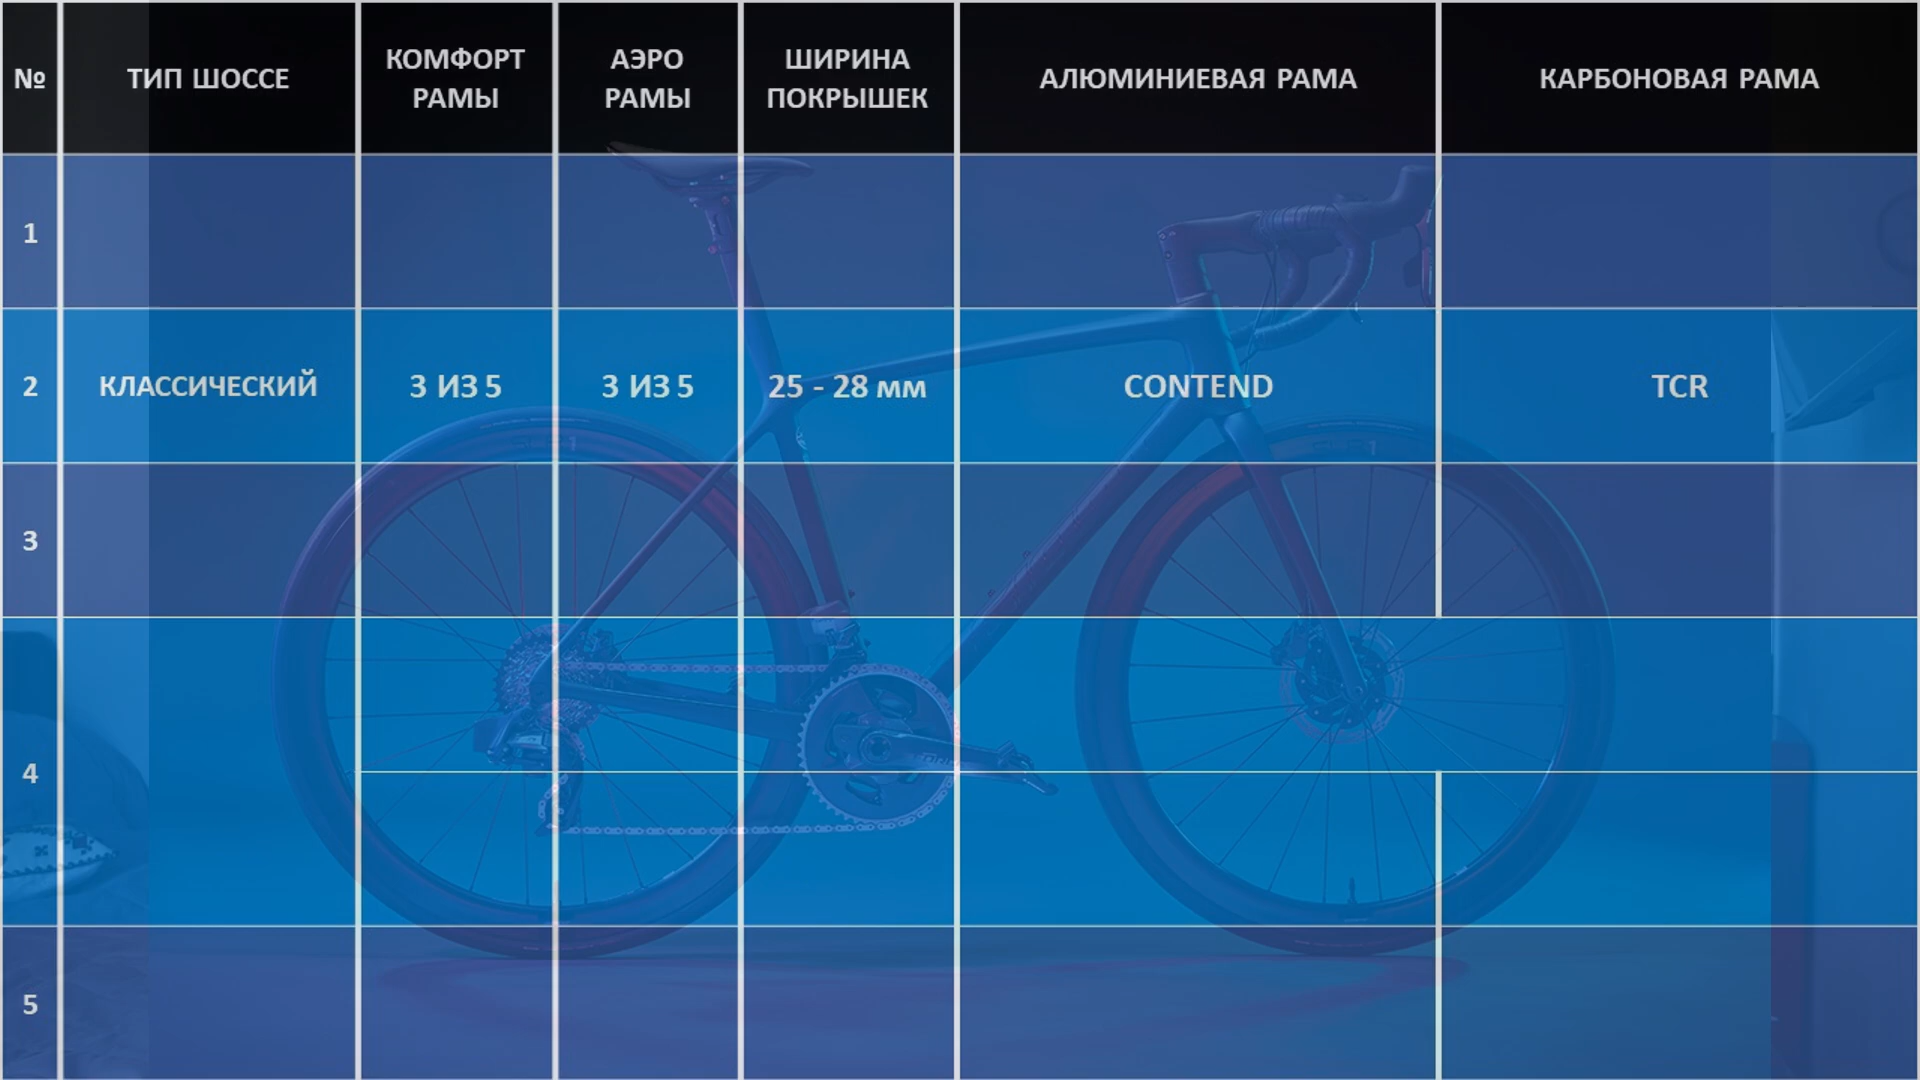 №
ТИП ШОССЕ
КОМФОРТ
РАМЫ
АЭРО
РАМЫ
ШИРИНА
ПОКРЫШЕК
АЛЮМИНИЕВАЯ РАМА
КАРБОНОВАЯ РАМА
1
2
КЛАССИЧЕСКИЙ
3 ИЗ 5
3 ИЗ 5
25 - 28 мм
CONTEND
TCR
3
4
5